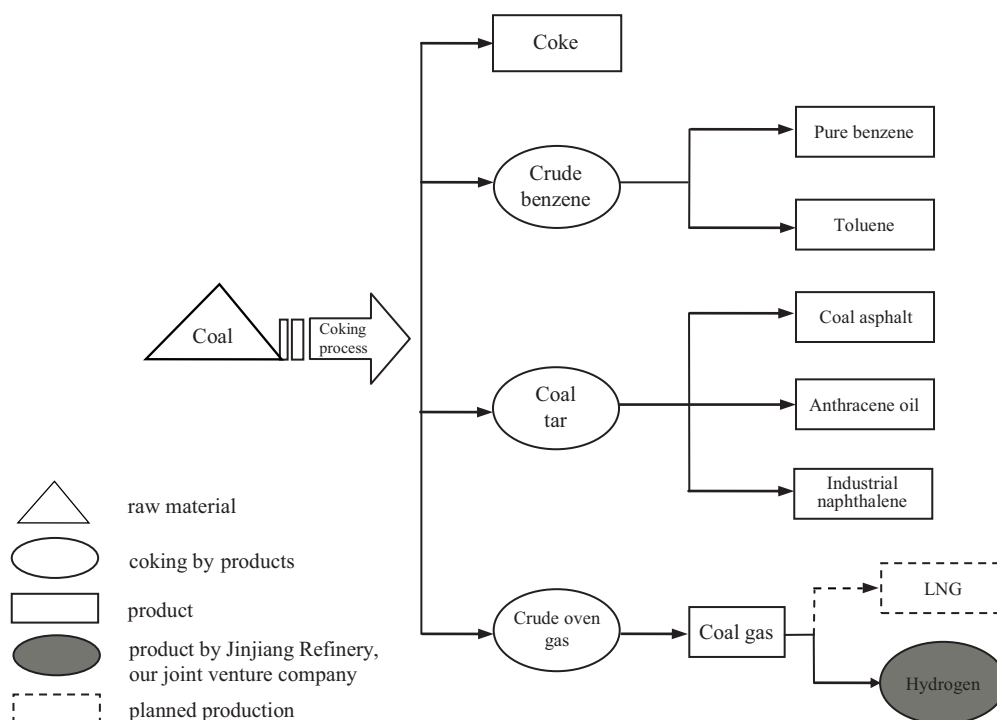 Coke
Pure benzene
Crude
benzene
Toluene
Coal
Coking
process
Coal asphalt
Coal
tar
Anthracene oil
Industrial
naphthalene
Crude oven
gas
Coal gas
LNG
Hydrogen
raw material
coking by products
product
product by Jinjiang Refinery,
our joint venture company
planned production